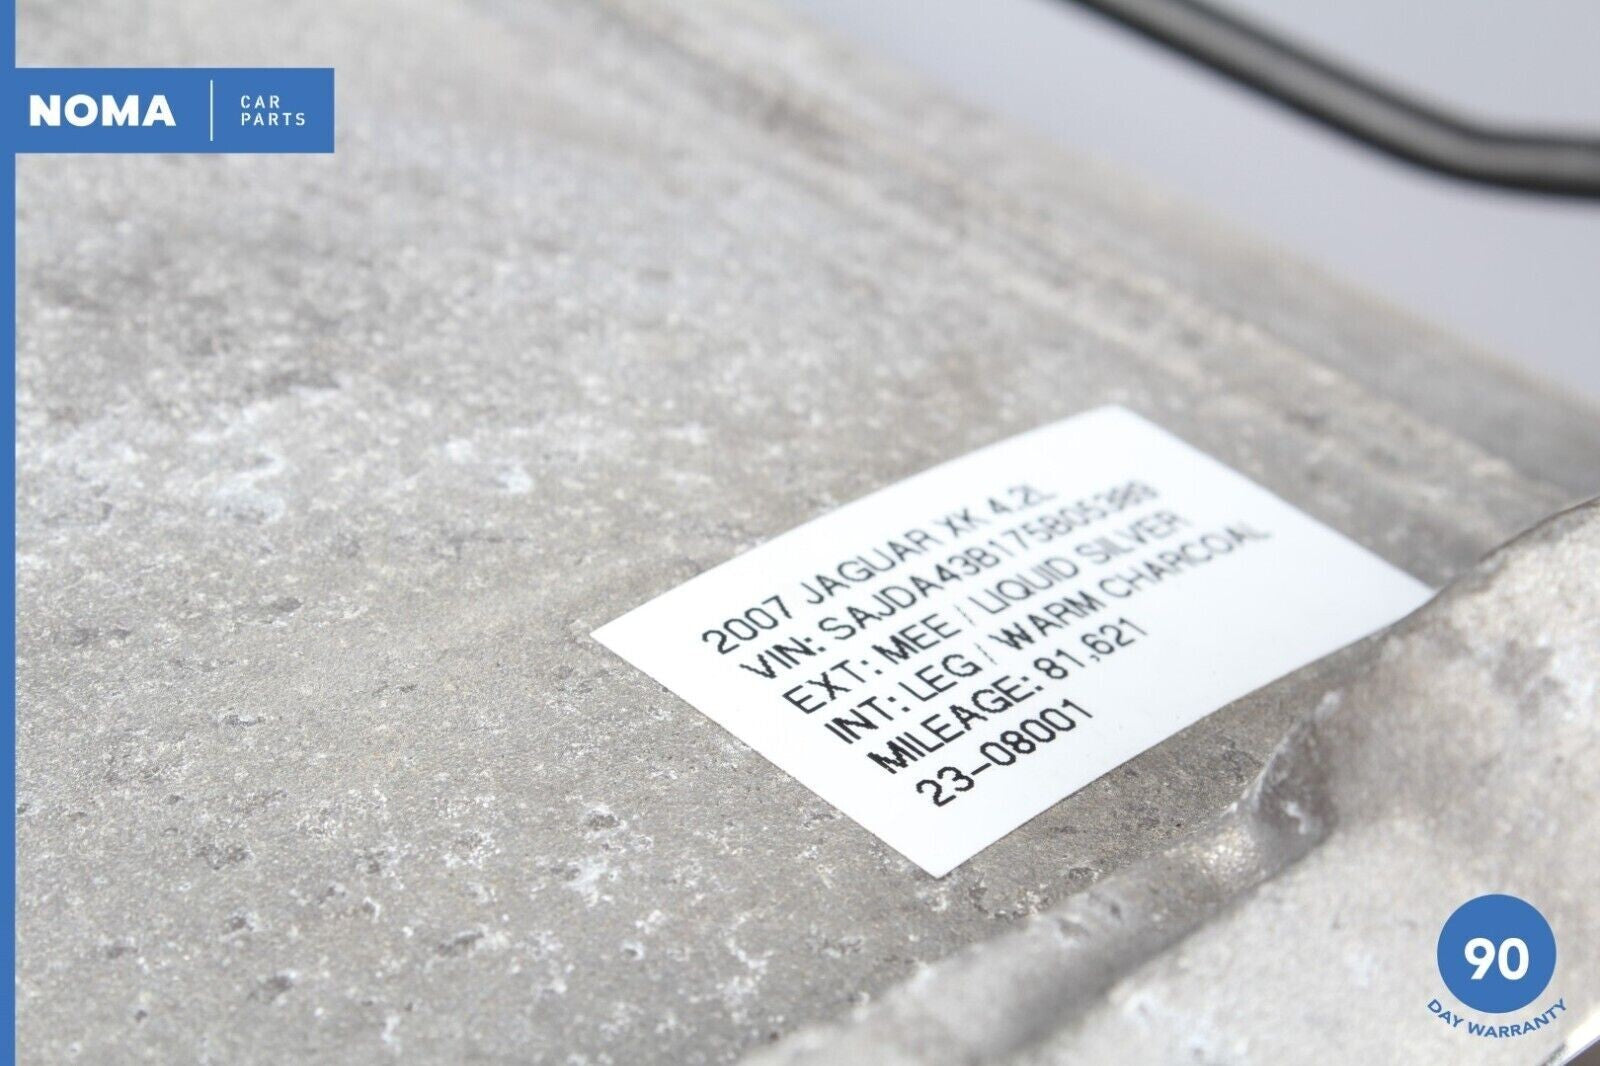 NOMA
CAR
PARTS
2007 JAGUAR XK 4.2L
VIN: SAJDA43B175B05389
EXT: MEE / LIQUID SILVER
INT: LEG / WARM CHARCOAL
MILEAGE: 81,621
23-08001
90
DAY WARRANTY